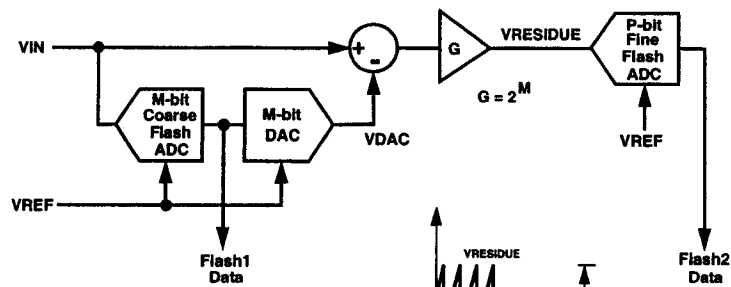 VIN
+
-
G
VRESIDUE
G = 2^M
P-bit
Fine
Flash
ADC
M-bit
Coarse
Flash
ADC
M-bit
DAC
VDAC
VREF
VREF
Flash1
Data
VRESIDUE
Flash2
Data